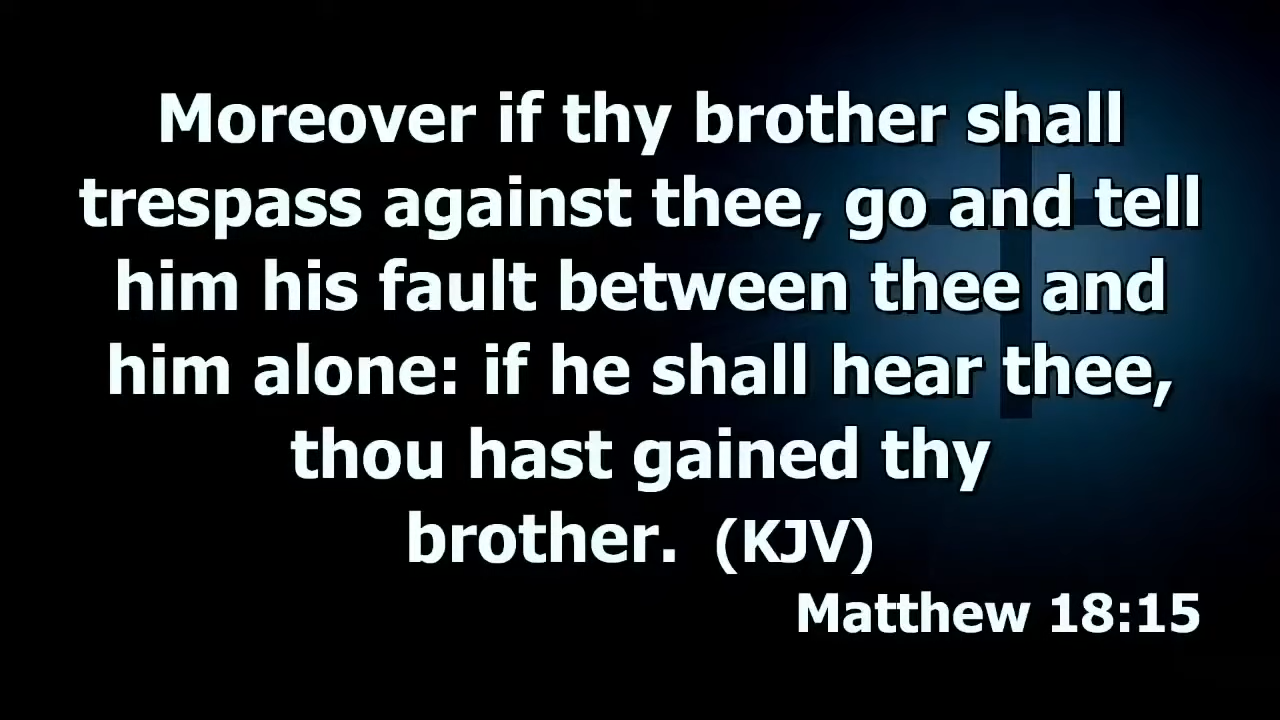 Moreover if thy brother shall
trespass against thee, go and tell
him his fault between thee and
him alone: if he shall hear thee,
thou hast gained thy
brother. (KJV)
Matthew 18:15